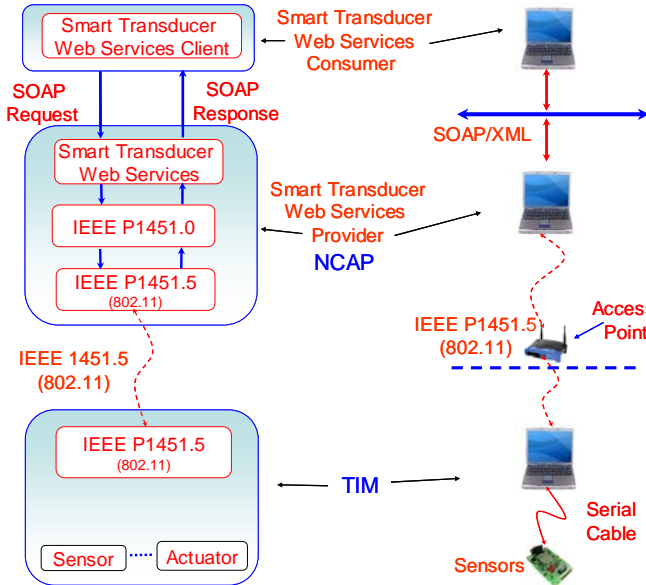 Smart Transducer
Web Services Client
Smart Transducer
Web Services
Consumer
SOAP
Request
SOAP
Response
SOAP/XML
Smart Transducer
Web Services
Smart Transducer
Web Services
Provider
NCAP
IEEE P1451.0
IEEE P1451.5
(802.11)
IEEE P1451.5
(802.11)
Access
Point
IEEE 1451.5
(802.11)
IEEE P1451.5
(802.11)
TIM
Serial
Cable
Sensor
.....
Actuator
Sensors